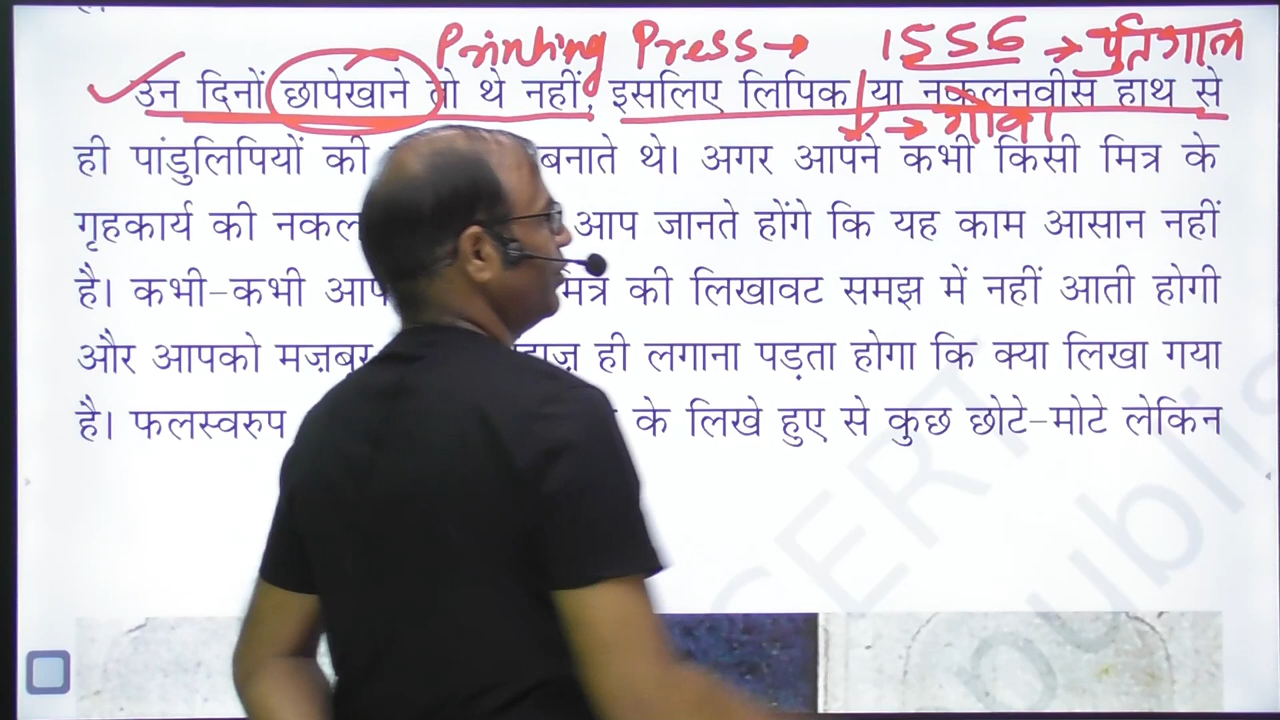 Printing Press → 1556 → पुर्तगाल
उन दिनों छापेखाने तो थे नहीं, इसलिए लिपिक या नकलनवीस हाथ से
→ गोवा
ही पांडुलिपियों की बनाते थे। अगर आपने कभी किसी मित्र के
गृहकार्य की नकल आप जानते होंगे कि यह काम आसान नहीं
है। कभी-कभी आप मित्र की लिखावट समझ में नहीं आती होगी
और आपको ही लगाना पड़ता होगा कि क्या लिखा गया
है। फलस्वरुप के लिखे हुए से कुछ छोटे-मोटे लेकिन